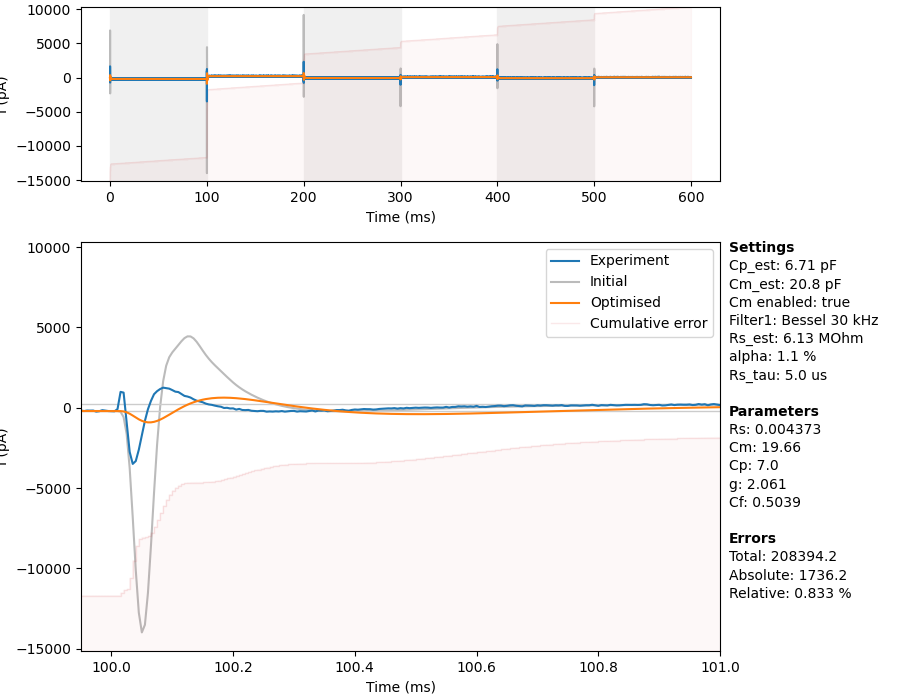 10000
5000
0
−5000
−10000
−15000
0 100 200 300 400 500 600
Time (ms)
10000
5000
0
−5000
−10000
−15000
Experiment
Initial
Optimised
Cumulative error
100.0 100.2 100.4 100.6 100.8 101.0
Time (ms)
Settings
Cp_est: 6.71 pF
Cm_est: 20.8 pF
Cm enabled: true
Filter1: Bessel 30 kHz
Rs_est: 6.13 MOhm
alpha: 1.1 %
Rs_tau: 5.0 us
Parameters
Rs: 0.004373
Cm: 19.66
Cp: 7.0
g: 2.061
Cf: 0.5039
Errors
Total: 208394.2
Absolute: 1736.2
Relative: 0.833 %